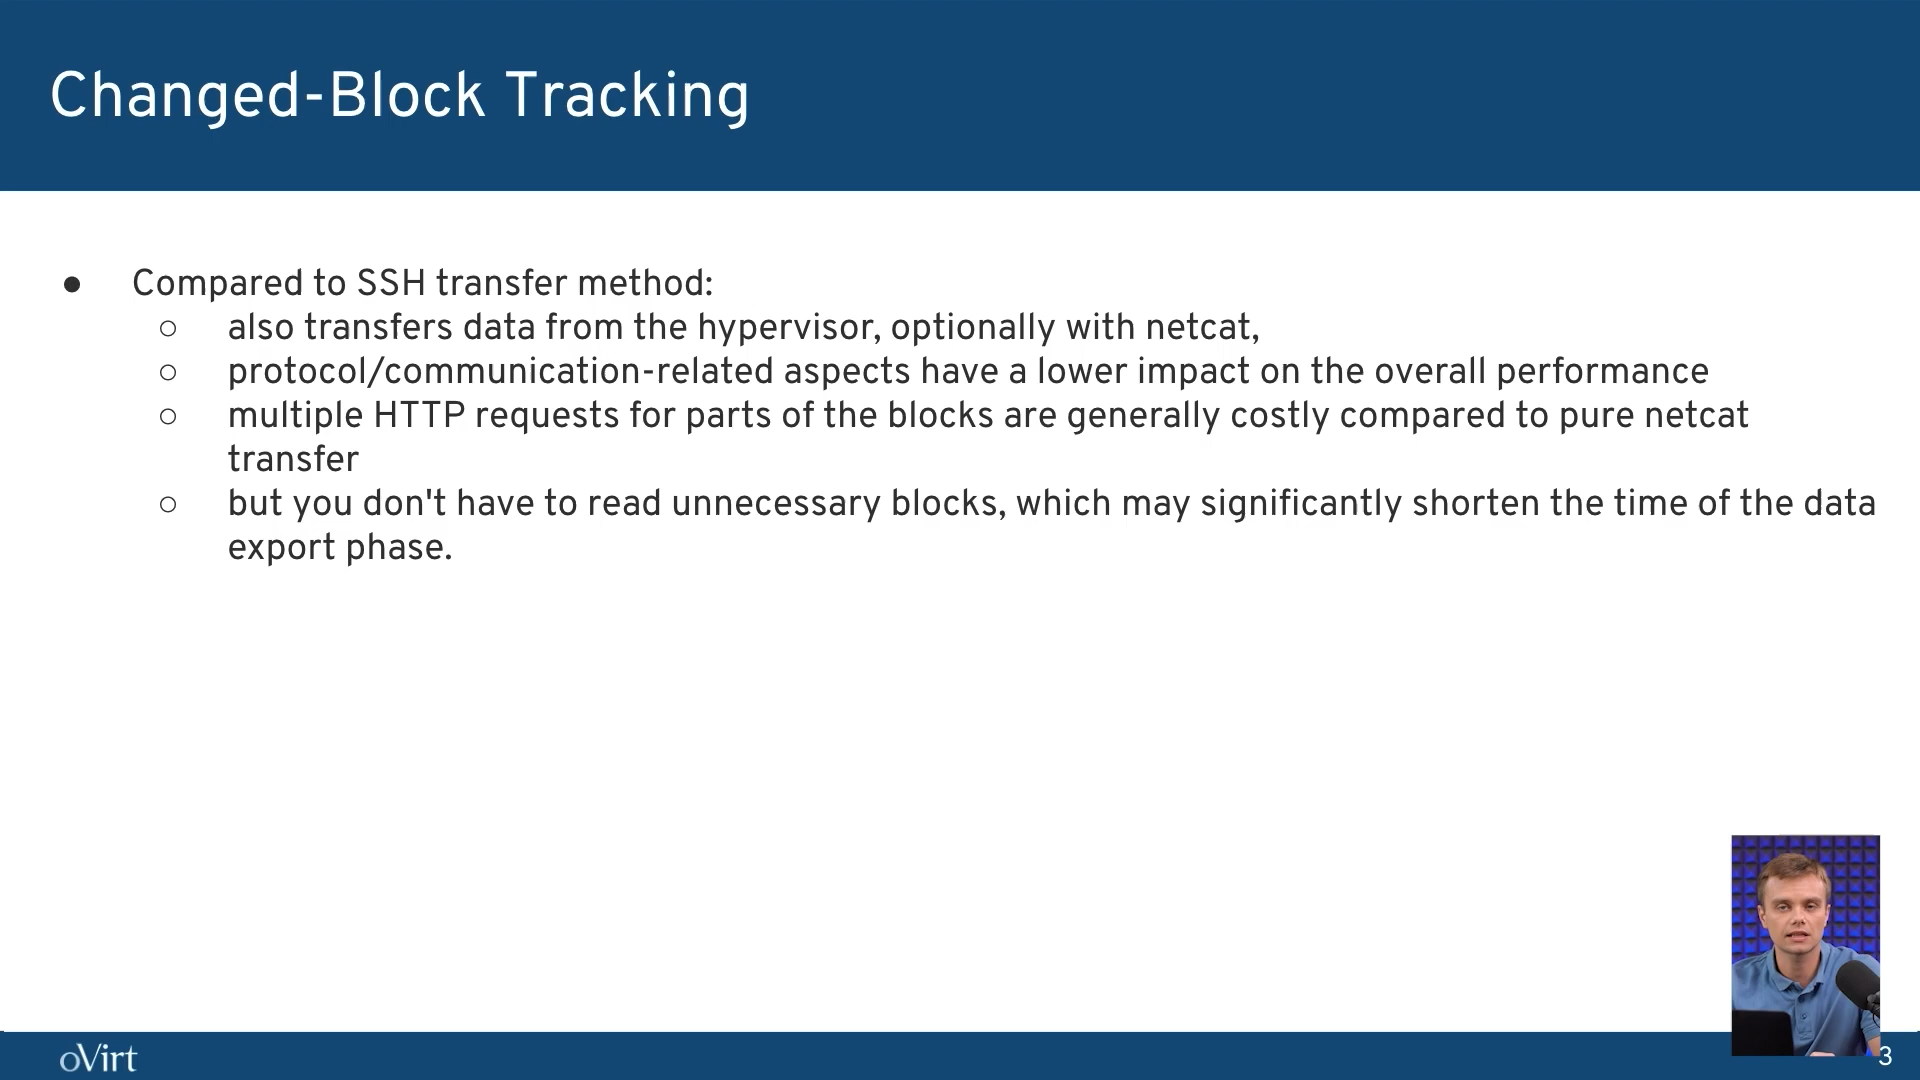 Changed-Block Tracking
● Compared to SSH transfer method:
○ also transfers data from the hypervisor, optionally with netcat,
○ protocol/communication-related aspects have a lower impact on the overall performance
○ multiple HTTP requests for parts of the blocks are generally costly compared to pure netcat
transfer
○ but you don't have to read unnecessary blocks, which may significantly shorten the time of the data
export phase.
oVirt
3